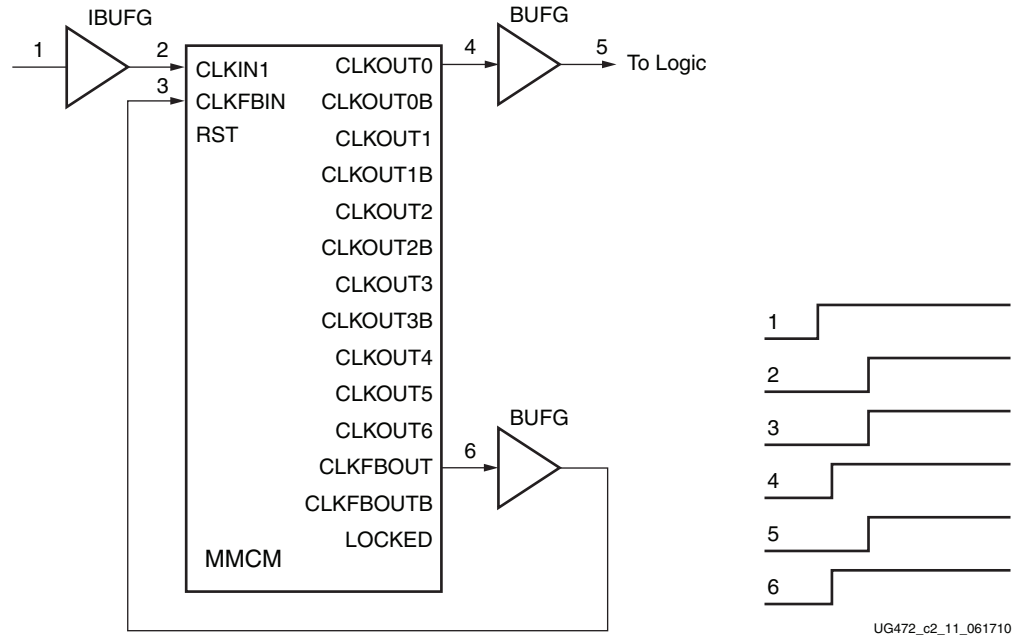 IBUFG
BUFG
1
2
3
4
5
To Logic
CLKIN1
CLKFBIN
RST
CLKOUT0
CLKOUT0B
CLKOUT1
CLKOUT1B
CLKOUT2
CLKOUT2B
CLKOUT3
CLKOUT3B
CLKOUT4
CLKOUT5
CLKOUT6
CLKFBOUT
CLKFBOUTB
LOCKED
MMCM
6
BUFG
1
2
3
4
5
6
UG472_c2_11_061710